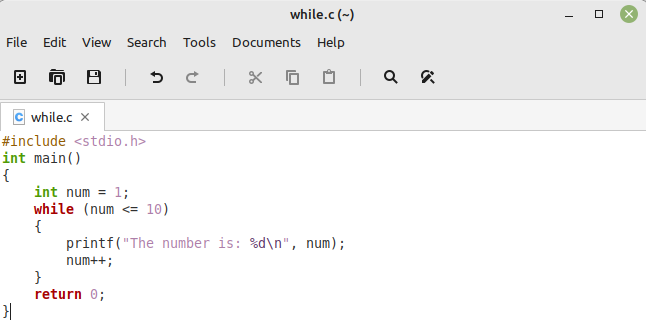 while.c (~)
File Edit View Search Tools Documents Help
while.c
#include <stdio.h>
int main()
{
    int num = 1;
    while (num <= 10)
    {
        printf("The number is: %d\n", num);
        num++;
    }
    return 0;
}